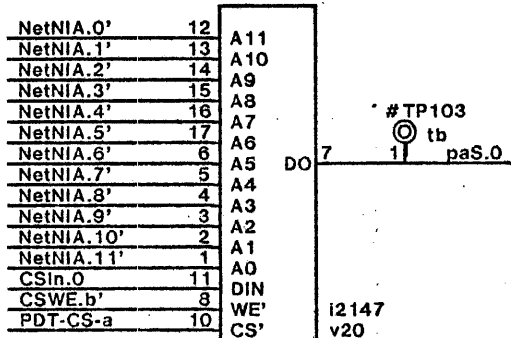 NetNIA.0' 12 A11
NetNIA.1' 13 A10
NetNIA.2' 14 A9
NetNIA.3' 15 A8
NetNIA.4' 16 A7
NetNIA.5' 17 A6
NetNIA.6' 6 A5 DO 7 1 paS.0
NetNIA.7' 5 A4
NetNIA.8' 4 A3
NetNIA.9' 3 A2
NetNIA.10' 2 A1
NetNIA.11' 1 A0
CSIn.0 11 DIN
CSWE.b' 8 WE' i2147
PDT-CS-a 10 CS' v20
#TP103
tb